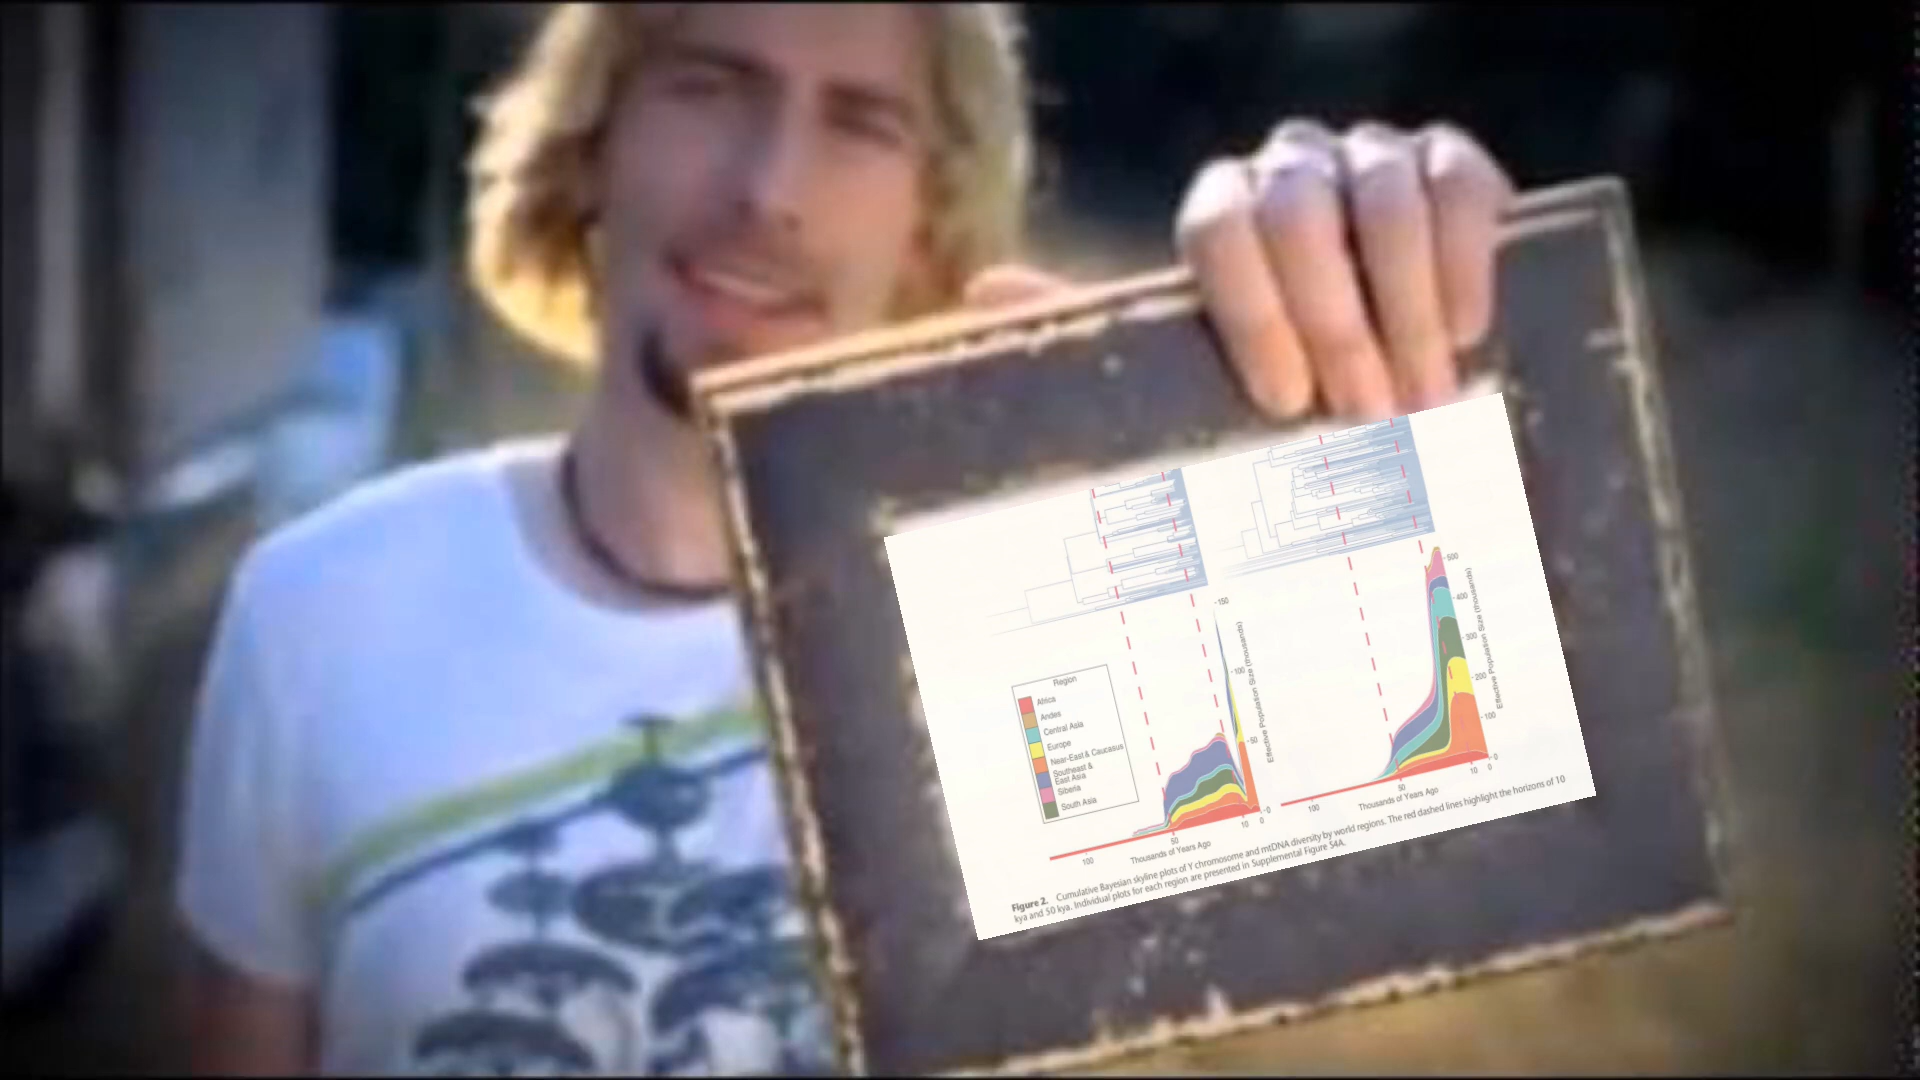 150
100
50
0
Effective Population Size (thousands)
500
400
300
200
100
0
Effective Population Size (thousands)
Region
Africa
Andes
Central Asia
Europe
Near-East & Caucasus
Southeast &
East Asia
Siberia
South Asia
100
50
10
0
Thousands of Years Ago
100
50
10
0
Thousands of Years Ago
Figure 2. Cumulative Bayesian skyline plots of Y chromosome and mtDNA diversity by world regions. The red dashed lines highlight the horizons of 10
kya and 50 kya. Individual plots for each region are presented in Supplemental Figure S4A.